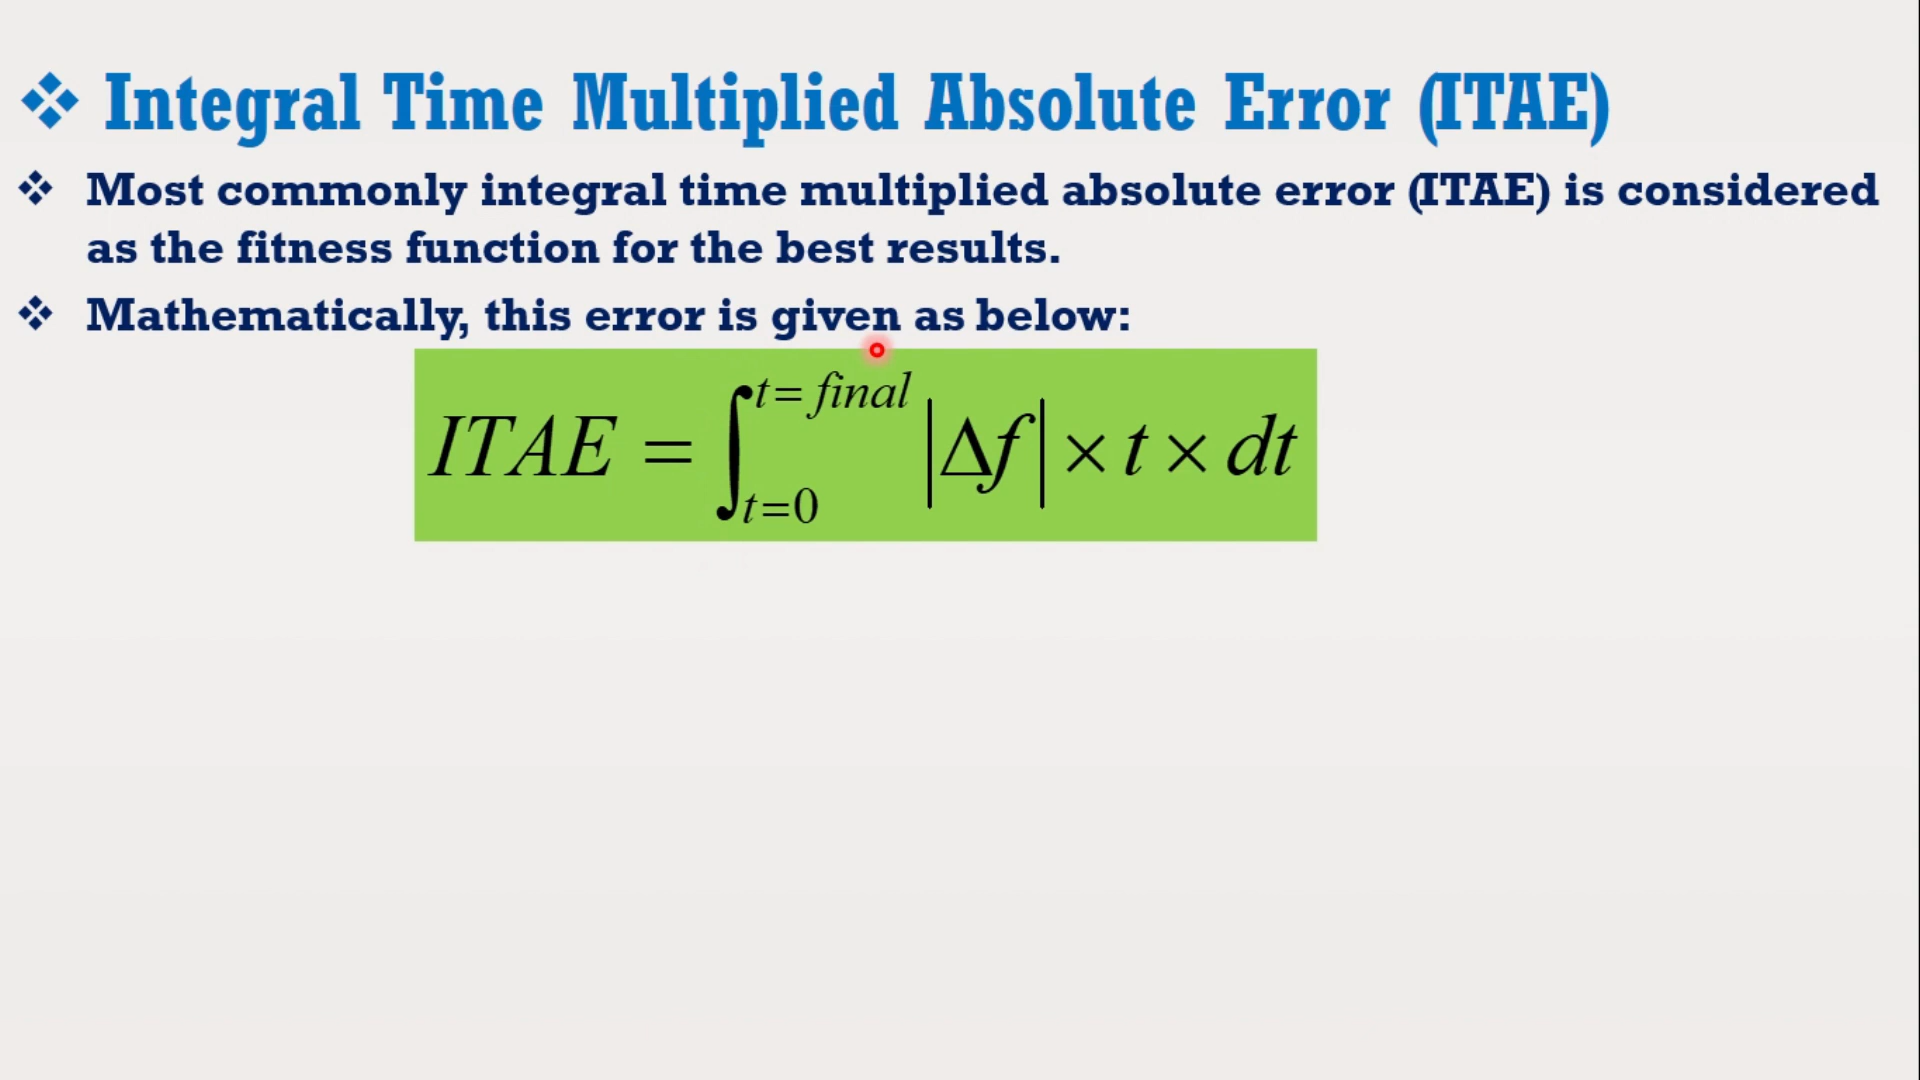 ❖ Integral Time Multiplied Absolute Error (ITAE)
❖ Most commonly integral time multiplied absolute error (ITAE) is considered
as the fitness function for the best results.
❖ Mathematically, this error is given as below:
ITAE = ∫_{t=0}^{t=final} |Δf| × t × dt